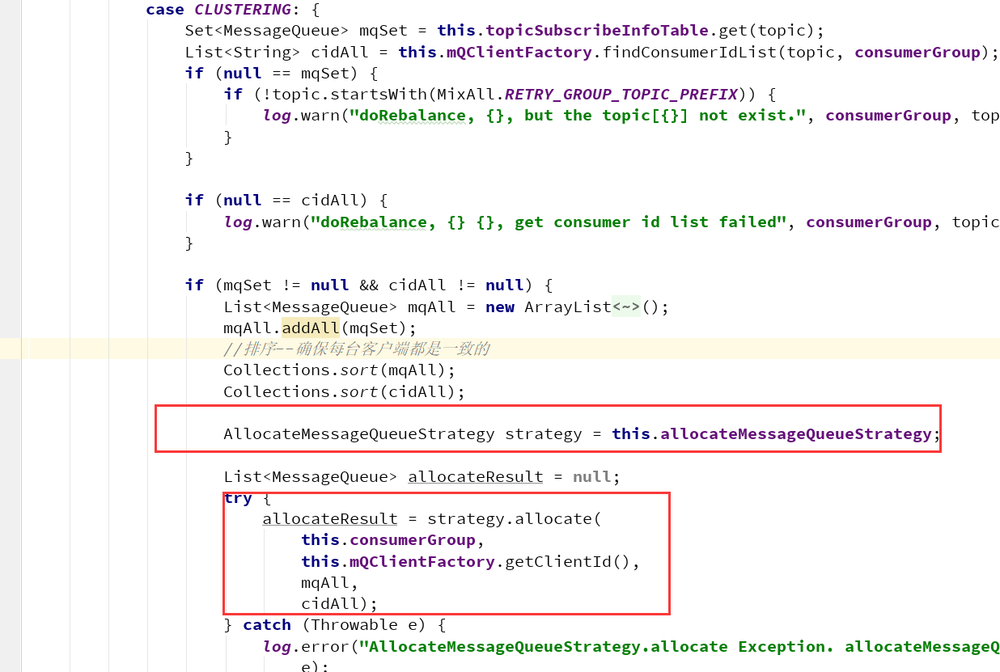 case CLUSTERING: {
Set<MessageQueue> mqSet = this.topicSubscribeInfoTable.get(topic);
List<String> cidAll = this.mQClientFactory.findConsumerIdList(topic, consumerGroup);
if (null == mqSet) {
if (!topic.startsWith(MixAll.RETRY_GROUP_TOPIC_PREFIX)) {
log.warn("doRebalance, {}, but the topic[{}] not exist.", consumerGroup, top
}
}
if (null == cidAll) {
log.warn("doRebalance, {} {}, get consumer id list failed", consumerGroup, topic
}
if (mqSet != null && cidAll != null) {
List<MessageQueue> mqAll = new ArrayList<~>();
mqAll.addAll(mqSet);
//排序--确保每台客户端都是一致的
Collections.sort(mqAll);
Collections.sort(cidAll);
AllocateMessageQueueStrategy strategy = this.allocateMessageQueueStrategy;
List<MessageQueue> allocateResult = null;
try {
allocateResult = strategy.allocate(
this.consumerGroup,
this.mQClientFactory.getClientId(),
mqAll,
cidAll);
} catch (Throwable e) {
log.error("AllocateMessageQueueStrategy.allocate Exception. allocateMessageQ
e);